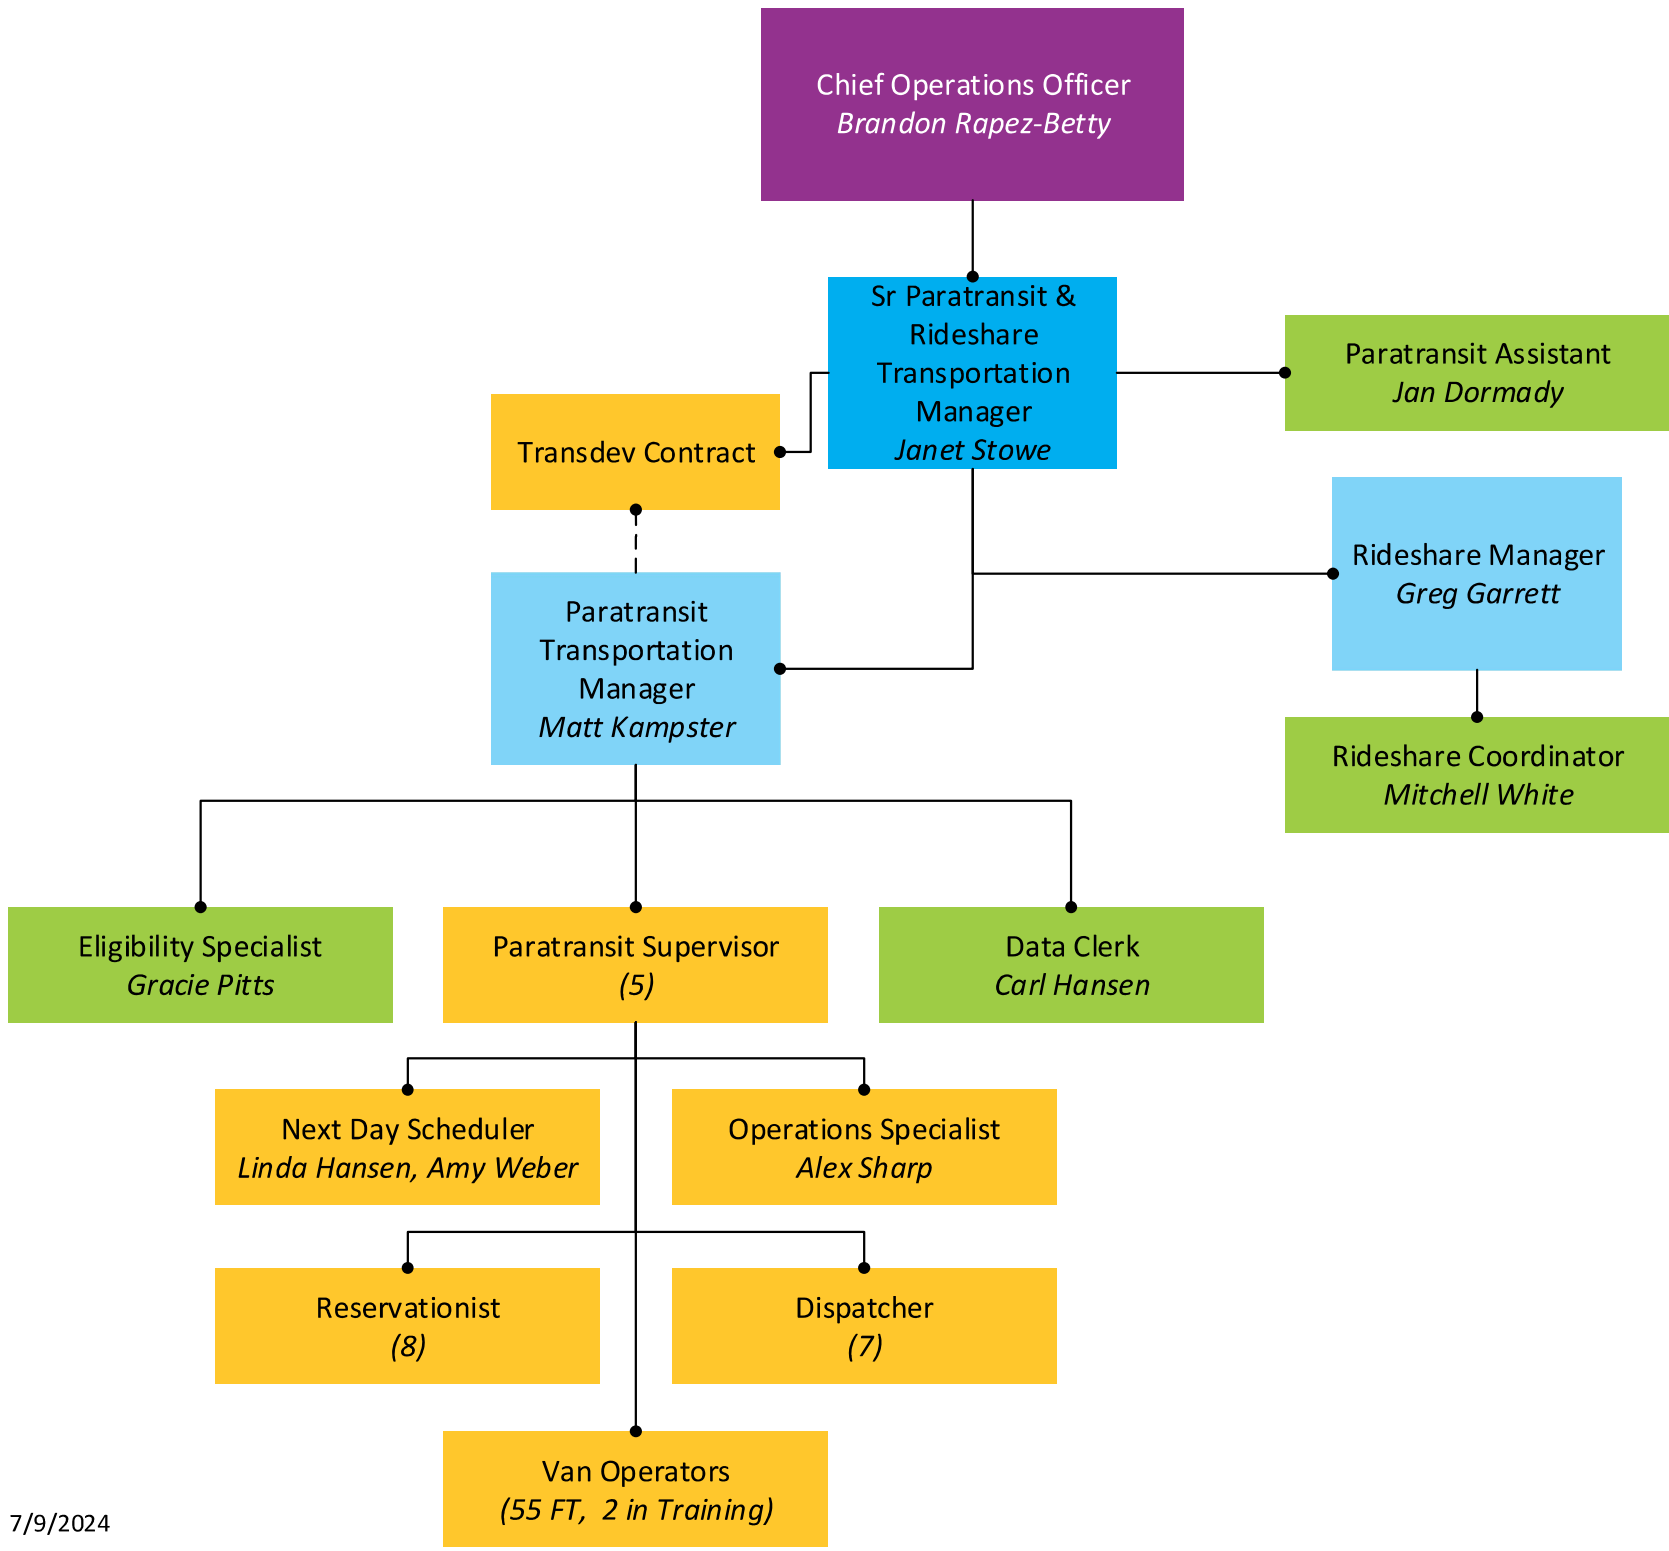 Chief Operations Officer
Brandon Rapez-Betty
Sr Paratransit &
Rideshare
Transportation
Manager
Janet Stowe
Paratransit Assistant
Jan Dormady
Transdev Contract
Rideshare Manager
Greg Garrett
Paratransit
Transportation
Manager
Matt Kampster
Rideshare Coordinator
Mitchell White
Eligibility Specialist
Gracie Pitts
Paratransit Supervisor
(5)
Data Clerk
Carl Hansen
Next Day Scheduler
Linda Hansen, Amy Weber
Operations Specialist
Alex Sharp
Reservationist
(8)
Dispatcher
(7)
Van Operators
(55 FT,  2 in Training)
7/9/2024